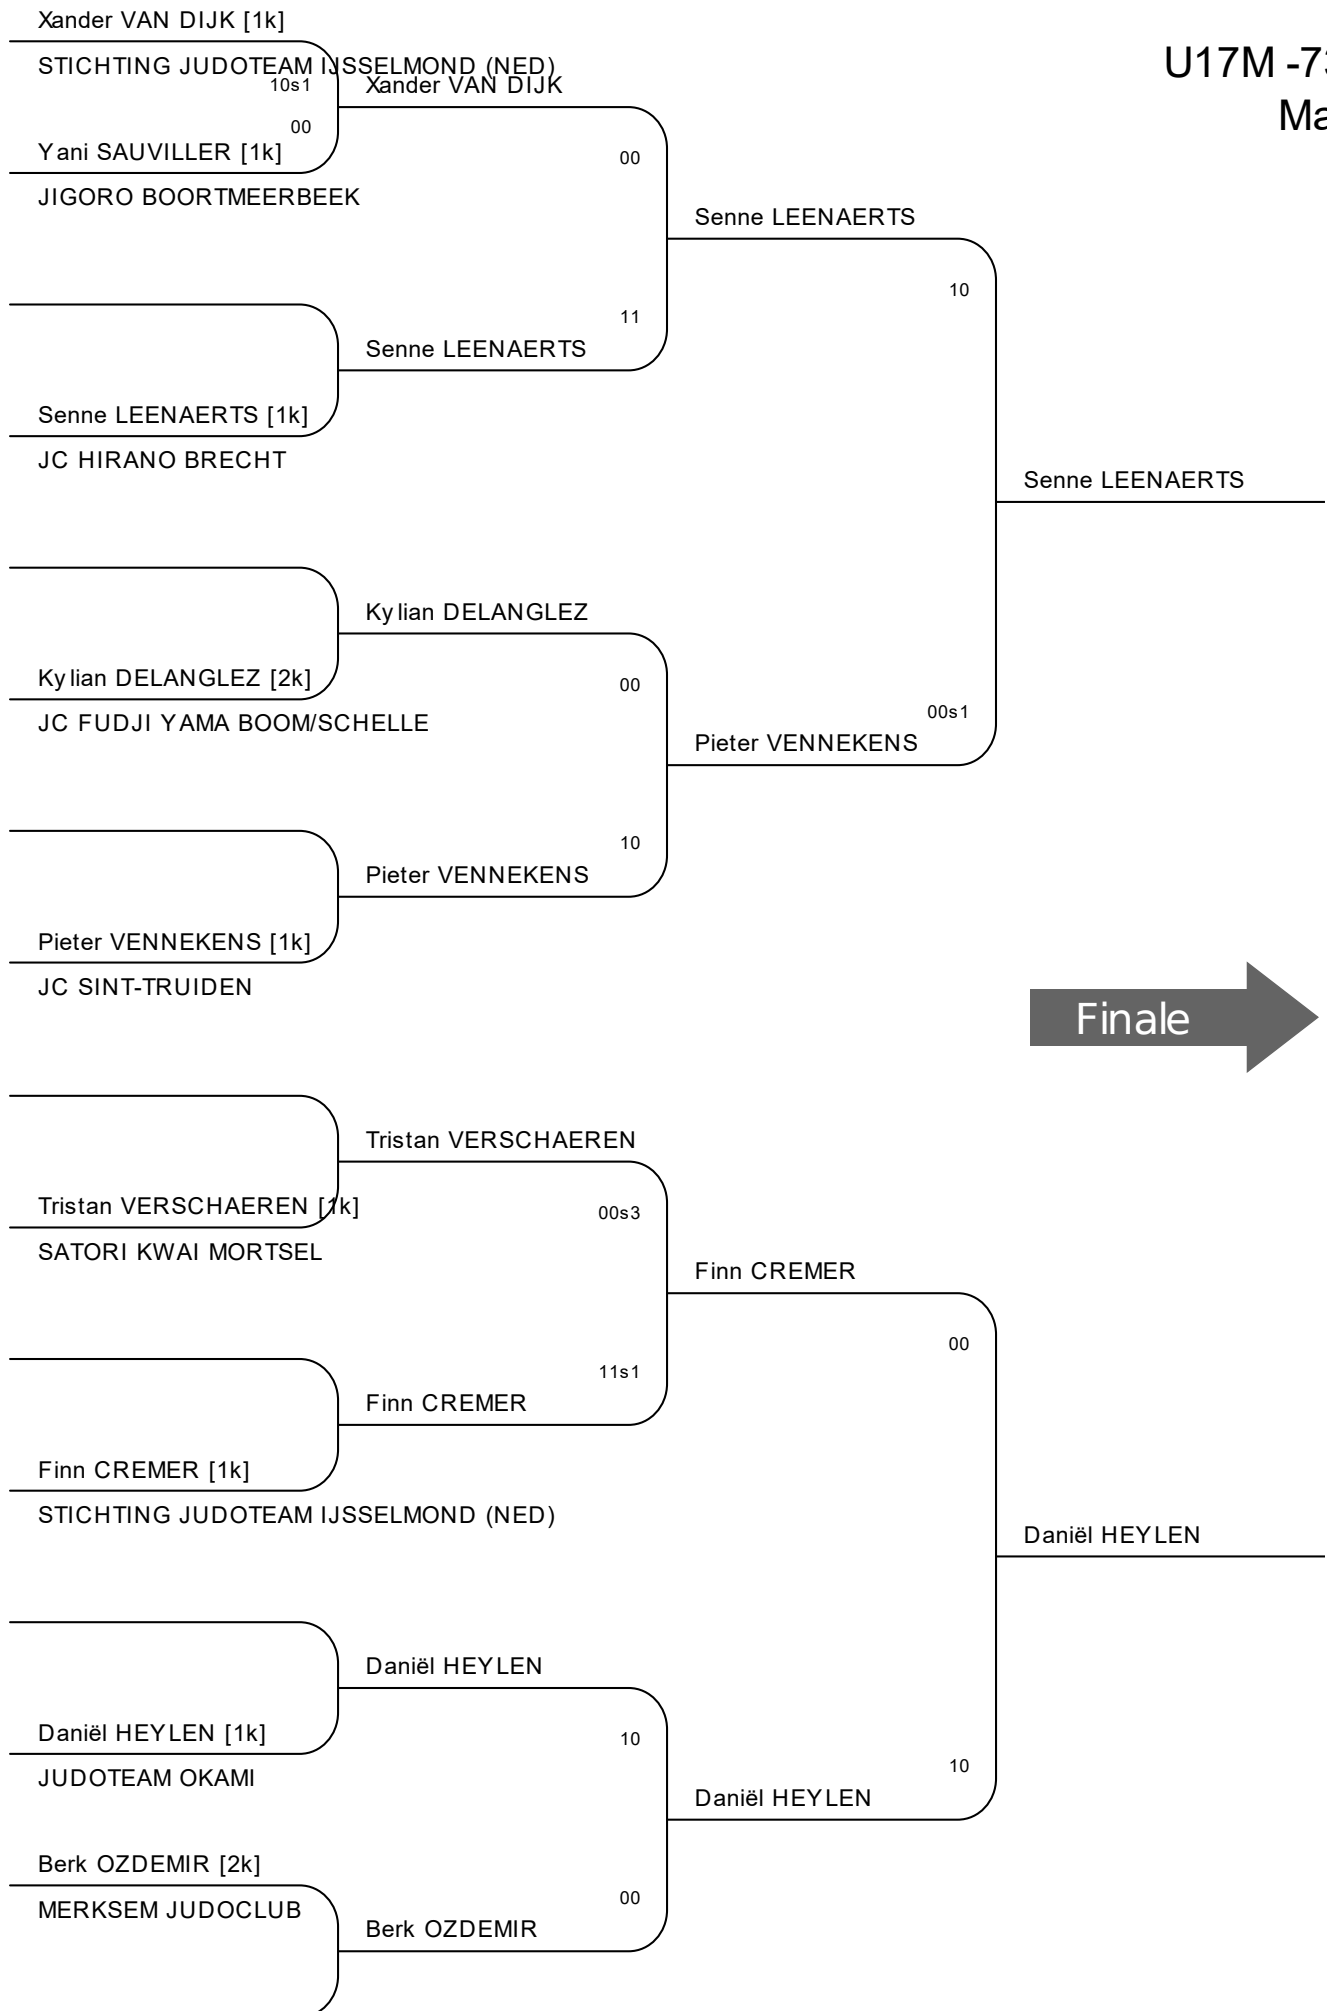 Xander VAN DIJK [1k]
STICHTING JUDOTEAM IJSSELMOND (NED)
U17M -73
Ma
10s1
Xander VAN DIJK
00
Yani SAUVILLER [1k]
00
JIGORO BOORTMEERBEEK
Senne LEENAERTS
10
11
Senne LEENAERTS
Senne LEENAERTS [1k]
JC HIRANO BRECHT
Senne LEENAERTS
Kylian DELANGLEZ
Kylian DELANGLEZ [2k]
00
JC FUDJI YAMA BOOM/SCHELLE
00s1
Pieter VENNEKENS
10
Pieter VENNEKENS
Pieter VENNEKENS [1k]
JC SINT-TRUIDEN
Finale
Tristan VERSCHAEREN
Tristan VERSCHAEREN [1k]
00s3
SATORI KWAI MORTSEL
Finn CREMER
00
11s1
Finn CREMER
Finn CREMER [1k]
STICHTING JUDOTEAM IJSSELMOND (NED)
Daniël HEYLEN
Daniël HEYLEN
Daniël HEYLEN [1k]
10
JUDOTEAM OKAMI
10
Daniël HEYLEN
Berk OZDEMIR [2k]
00
MERKSEM JUDOCLUB
Berk OZDEMIR